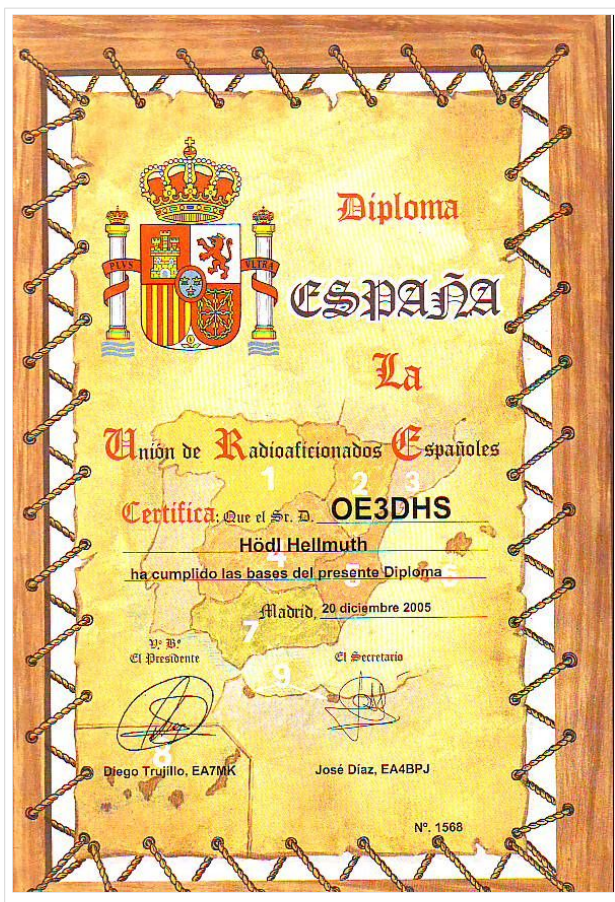 Diploma
ESPAÑA
PLVS VLTRA
La
Unión de Radioaficionados Españoles
1 2 3
Certifica: Que el Sr. D. OE3DHS
Hödl Hellmuth
4
ha cumplido las bases del presente Diploma
5 6
Madrid, 20 diciembre 2005
7
Vº Bº
El Presidente El Secretario
9
8
Diego Trujillo, EA7MK José Díaz, EA4BPJ
Nº. 1568